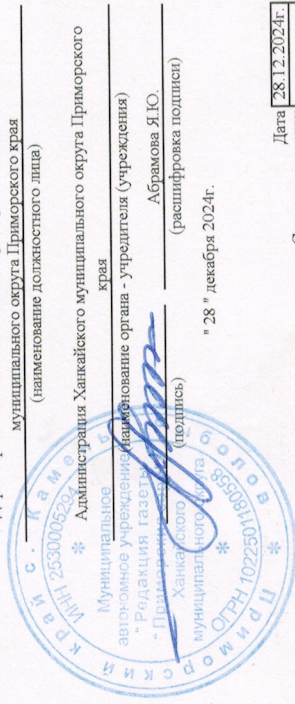 муниципального округа Приморского края
(наименование должностного лица)
Администрация Ханкайского муниципального округа Приморского
края
(наименование органа - учредителя (учреждения)
Абрамова Я.Ю.
(подпись) (расшифровка подписи)
" 28 " декабря 2024г.
Дата 28.12.2024г.
Приморский край с. Камень-Рыболов
ИНН 25300052
ОГРН 1022501180558
Муниципальное
автономное учреждение
"Редакция газеты
Ханкайского
муниципального округа